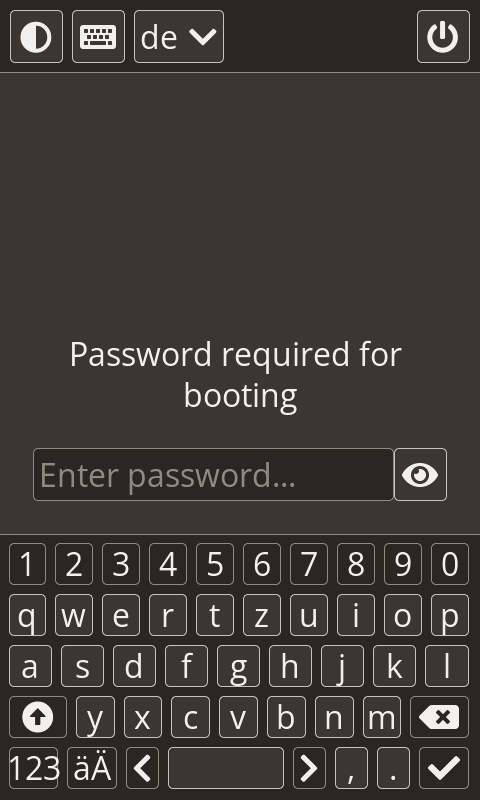 de
Password required for
booting
Enter password...
1 2 3 4 5 6 7 8 9 0
q w e r t z u i o p
a s d f g h j k l
y x c v b n m
123 äÄ , .